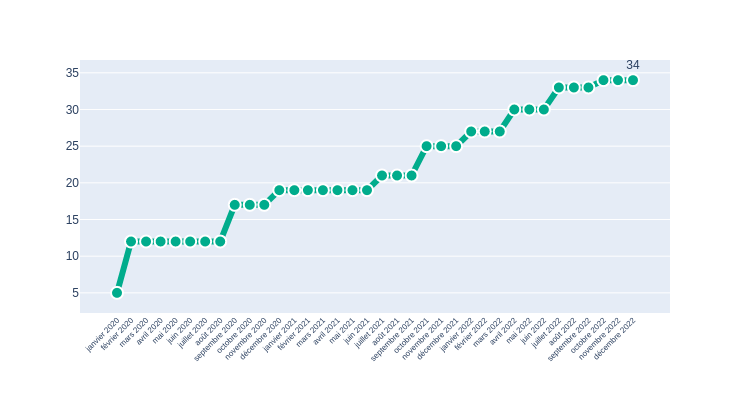 34
35
30
25
20
15
10
5
janvier 2020
février 2020
mars 2020
avril 2020
mai 2020
juin 2020
juillet 2020
août 2020
septembre 2020
octobre 2020
novembre 2020
décembre 2020
janvier 2021
février 2021
mars 2021
avril 2021
mai 2021
juin 2021
juillet 2021
août 2021
septembre 2021
octobre 2021
novembre 2021
décembre 2021
janvier 2022
février 2022
mars 2022
avril 2022
mai 2022
juin 2022
juillet 2022
août 2022
septembre 2022
octobre 2022
novembre 2022
décembre 2022